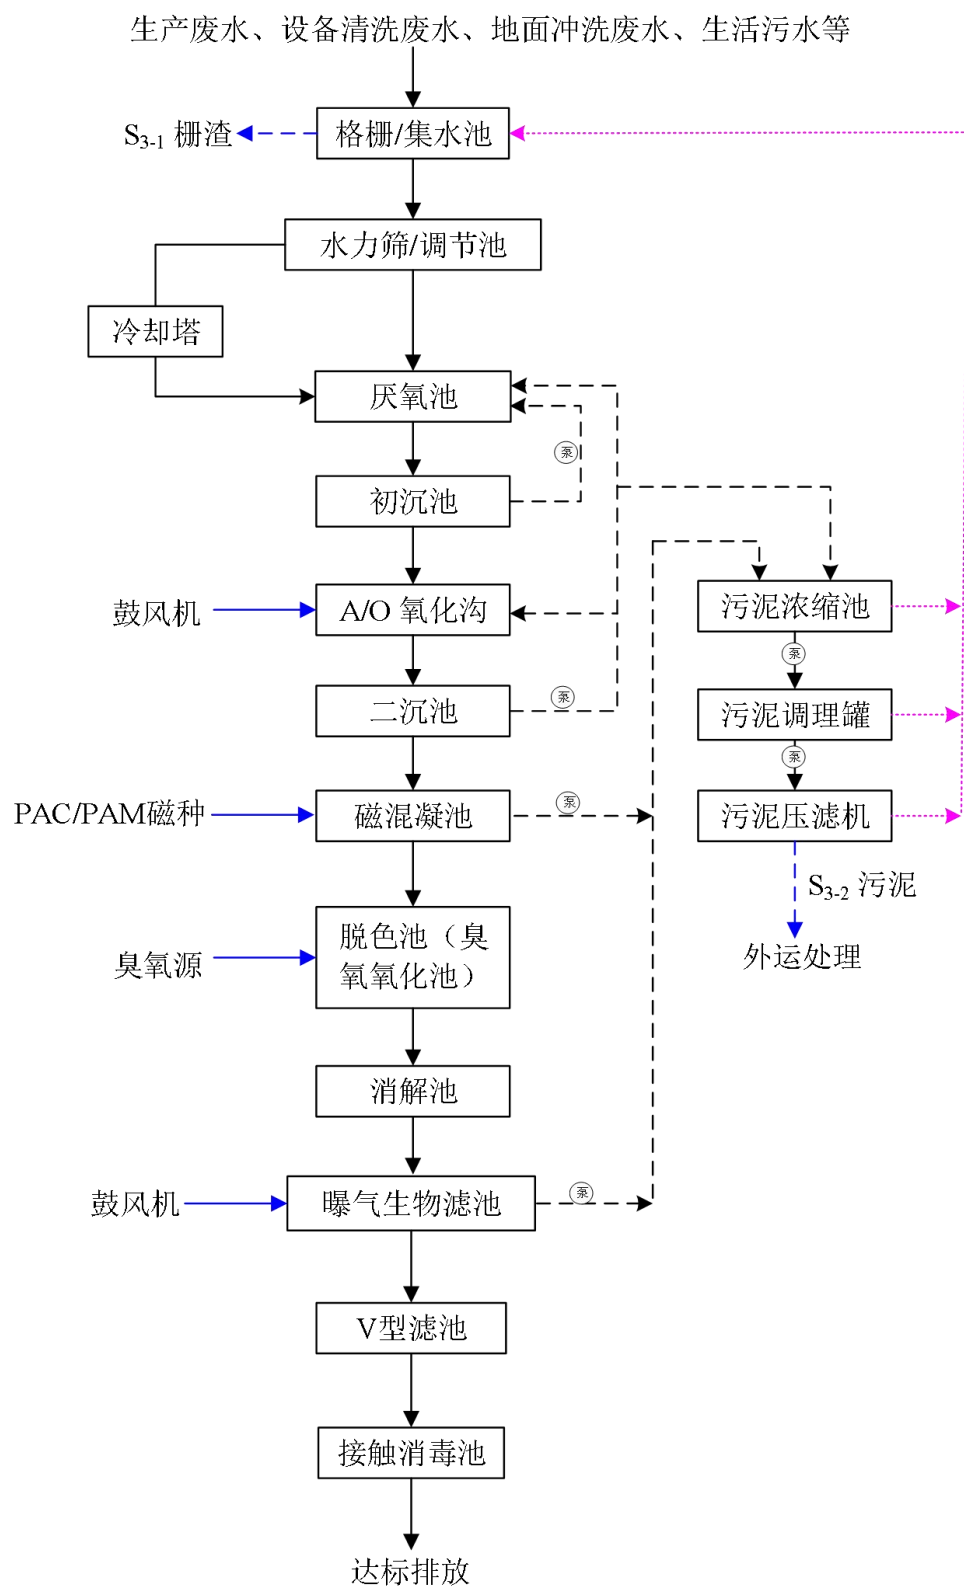 生产废水、设备清洗废水、地面冲洗废水、生活污水等
S3-1 栅渣
格栅/集水池
水力筛/调节池
冷却塔
厌氧池
泵
初沉池
鼓风机
A/O 氧化沟
污泥浓缩池
泵
二沉池
泵
污泥调理罐
泵
PAC/PAM磁种
磁混凝池
泵
污泥压滤机
S3-2 污泥
外运处理
臭氧源
脱色池（臭
氧氧化池）
消解池
鼓风机
曝气生物滤池
泵
V型滤池
接触消毒池
达标排放